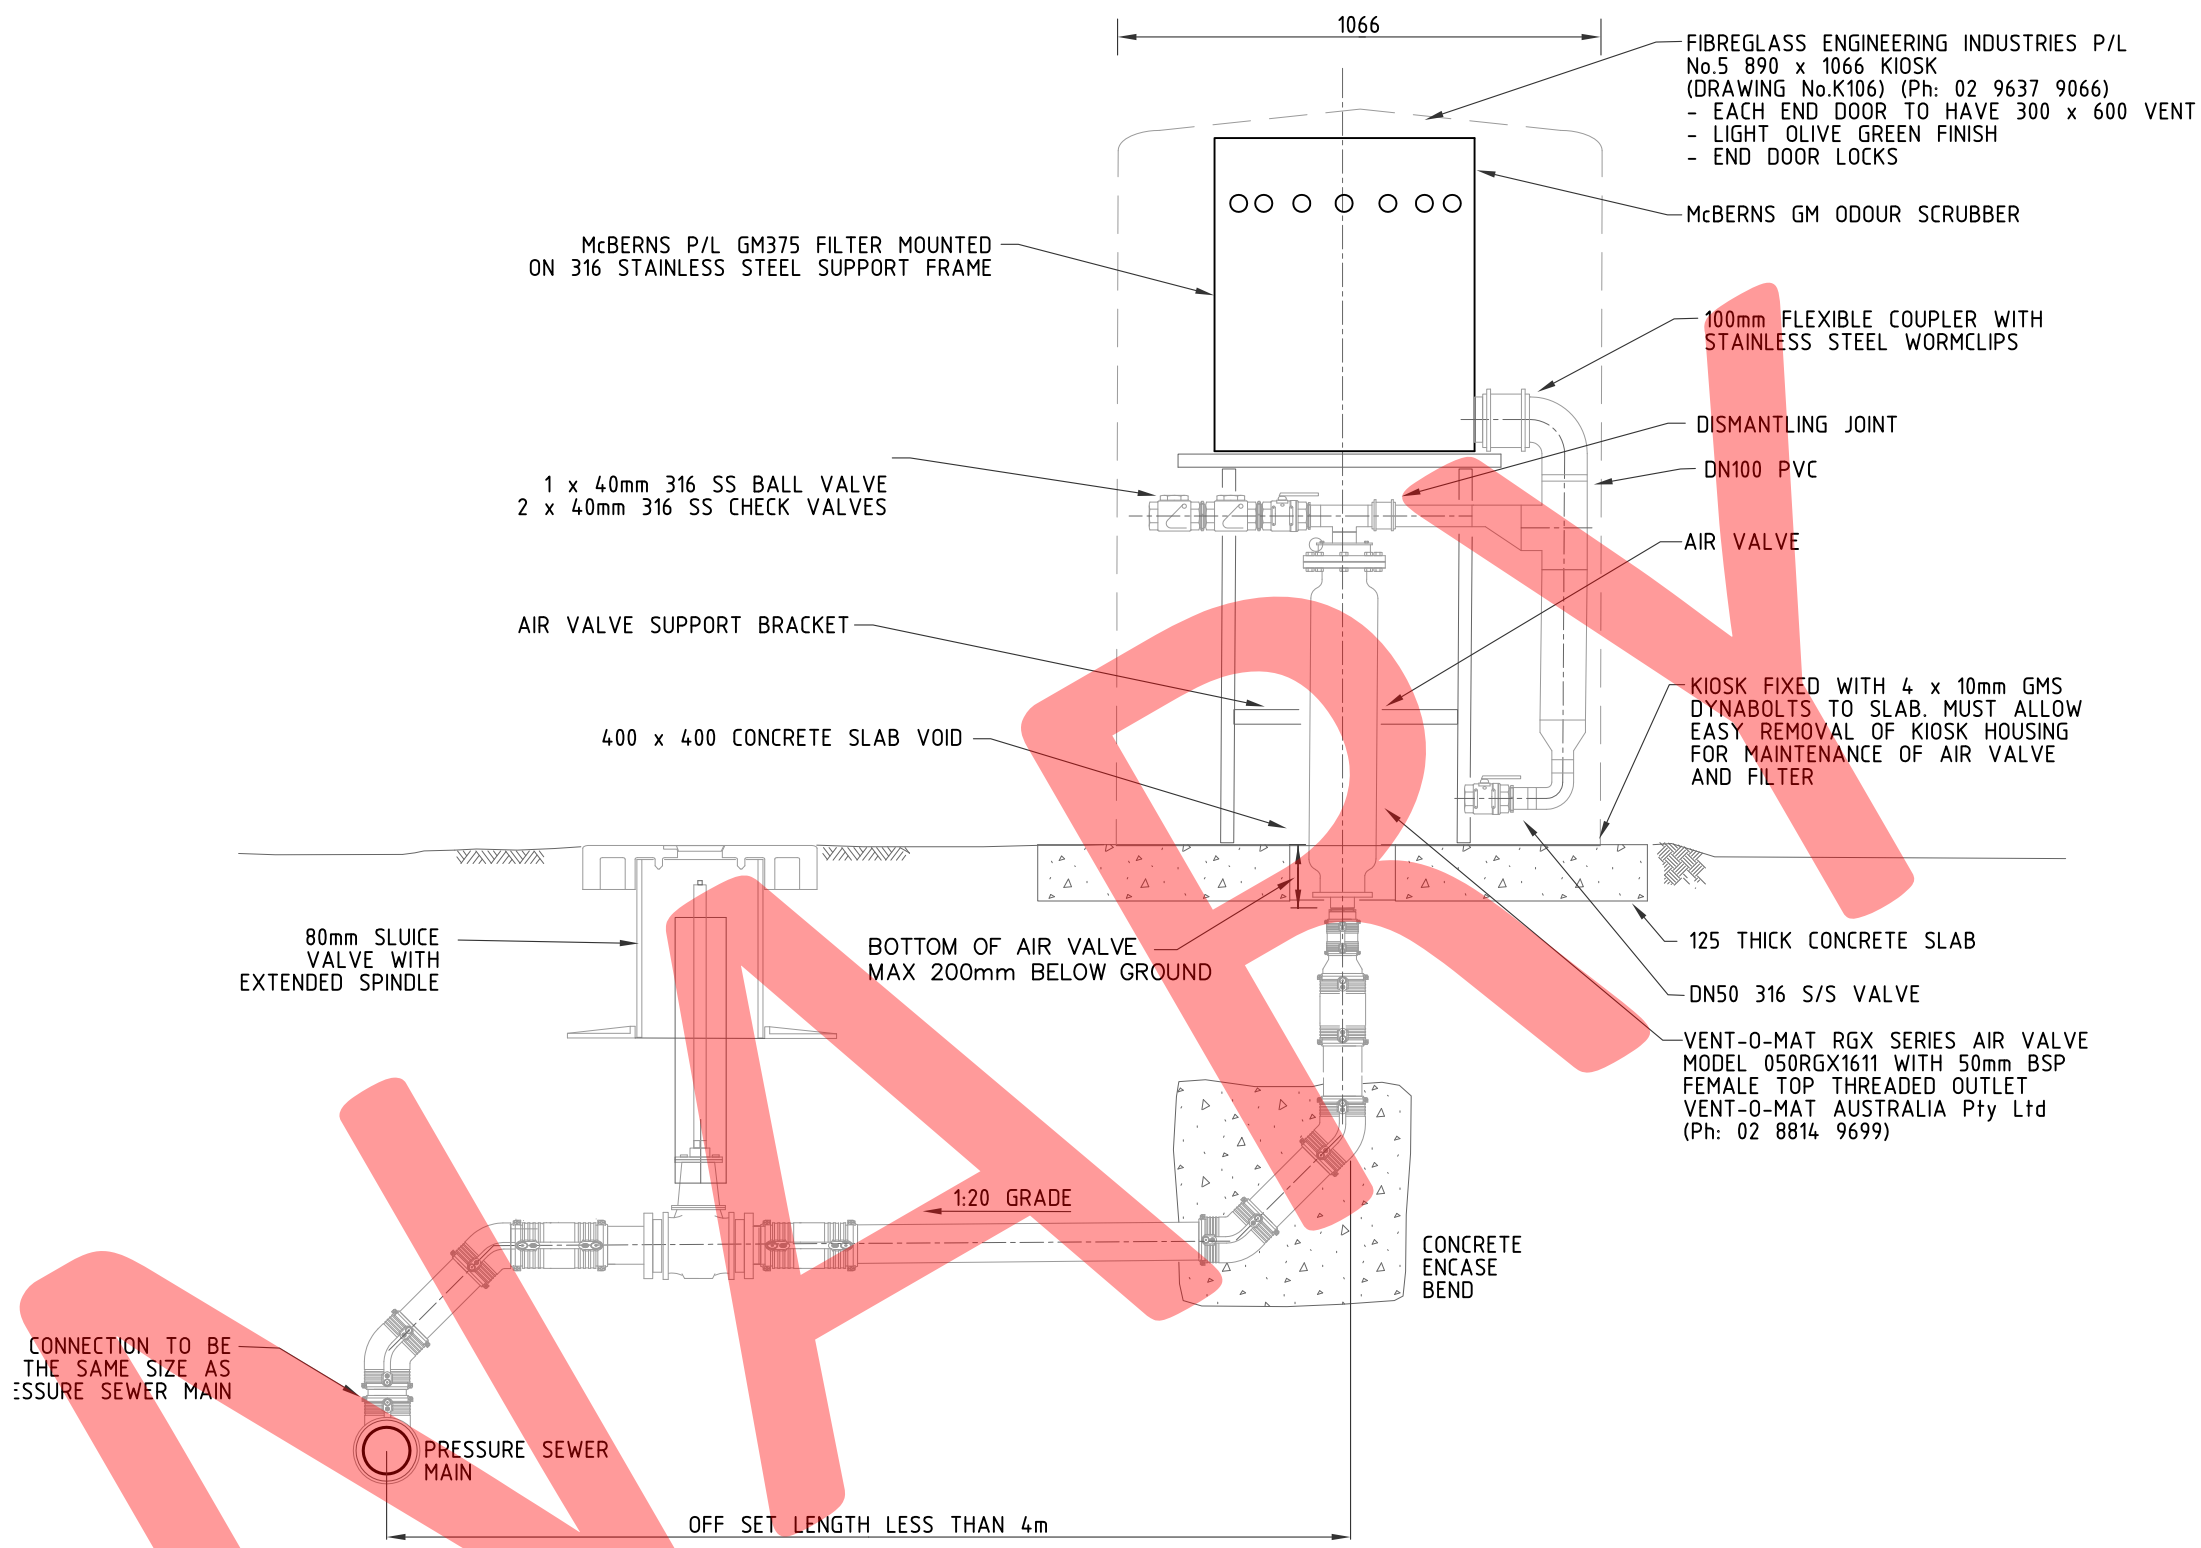 1066
FIBREGLASS ENGINEERING INDUSTRIES P/L
No.5 890 x 1066 KIOSK
(DRAWING No.K106) (Ph: 02 9637 9066)
- EACH END DOOR TO HAVE 300 x 600 VENT
- LIGHT OLIVE GREEN FINISH
- END DOOR LOCKS
McBERNS GM ODOUR SCRUBBER
McBERNS P/L GM375 FILTER MOUNTED
ON 316 STAINLESS STEEL SUPPORT FRAME
100mm FLEXIBLE COUPLER WITH
STAINLESS STEEL WORMCLIPS
DISMANTLING JOINT
DN100 PVC
1 x 40mm 316 SS BALL VALVE
2 x 40mm 316 SS CHECK VALVES
AIR VALVE
AIR VALVE SUPPORT BRACKET
KIOSK FIXED WITH 4 x 10mm GMS
DYNABOLTS TO SLAB. MUST ALLOW
EASY REMOVAL OF KIOSK HOUSING
FOR MAINTENANCE OF AIR VALVE
AND FILTER
400 x 400 CONCRETE SLAB VOID
80mm SLUICE
VALVE WITH
EXTENDED SPINDLE
BOTTOM OF AIR VALVE
MAX 200mm BELOW GROUND
125 THICK CONCRETE SLAB
DN50 316 S/S VALVE
VENT-O-MAT RGX SERIES AIR VALVE
MODEL 050RGX1611 WITH 50mm BSP
FEMALE TOP THREADED OUTLET
VENT-O-MAT AUSTRALIA Pty Ltd
(Ph: 02 8814 9699)
1:20 GRADE
CONCRETE
ENCASE
BEND
CONNECTION TO BE
THE SAME SIZE AS
ESSURE SEWER MAIN
PRESSURE SEWER
MAIN
OFF SET LENGTH LESS THAN 4m
NARY